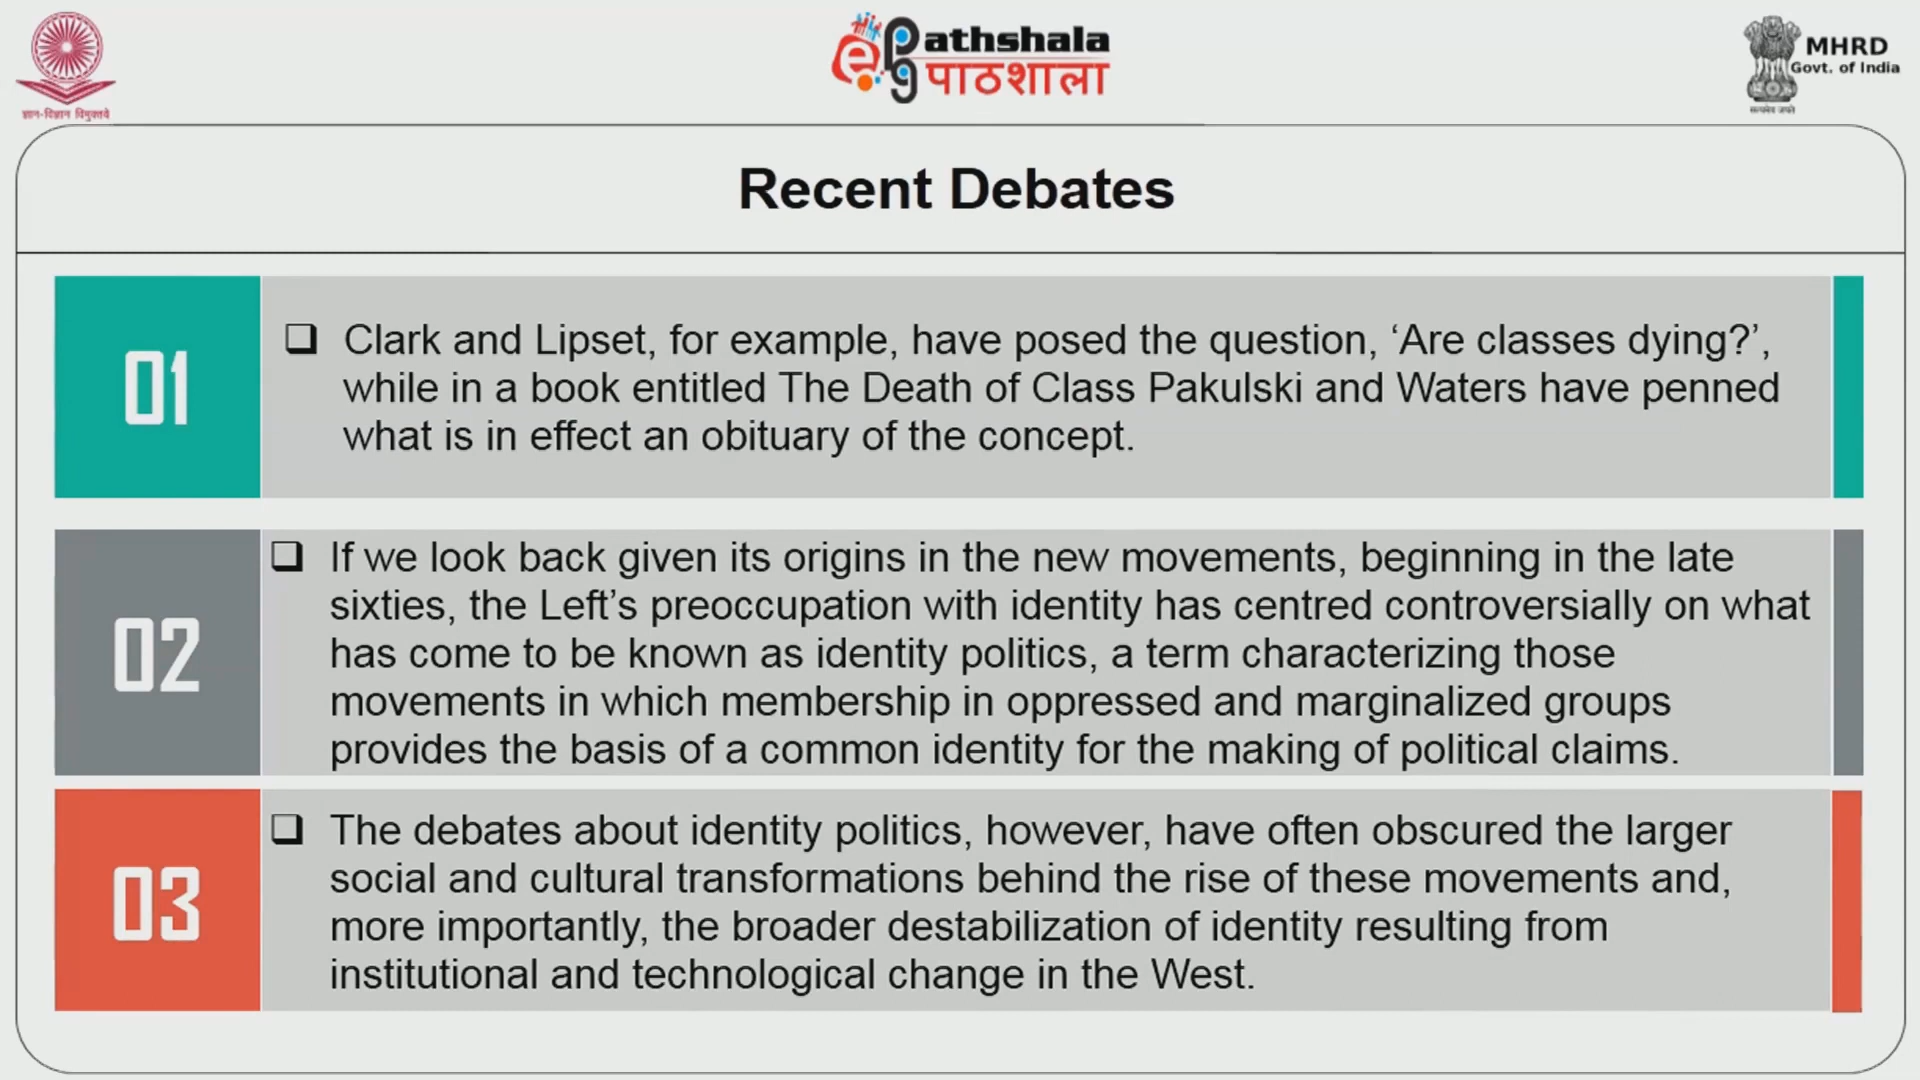 ज्ञान-विज्ञान विमुक्तये
e
pg
athshala
पाठशाला
MHRD
Govt. of India
सत्यमेव जयते
Recent Debates
01
❑ Clark and Lipset, for example, have posed the question, ‘Are classes dying?’,
while in a book entitled The Death of Class Pakulski and Waters have penned
what is in effect an obituary of the concept.
02
❑ If we look back given its origins in the new movements, beginning in the late
sixties, the Left’s preoccupation with identity has centred controversially on what
has come to be known as identity politics, a term characterizing those
movements in which membership in oppressed and marginalized groups
provides the basis of a common identity for the making of political claims.
03
❑ The debates about identity politics, however, have often obscured the larger
social and cultural transformations behind the rise of these movements and,
more importantly, the broader destabilization of identity resulting from
institutional and technological change in the West.